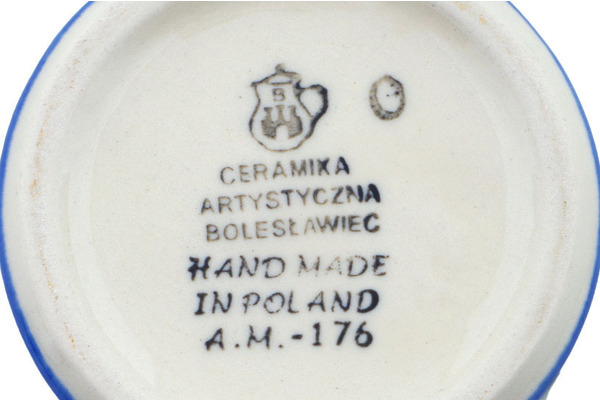 B
CERAMIKA
ARTYSTYCZNA
BOLESŁAWIEC
HAND MADE
IN POLAND
A.M.-176